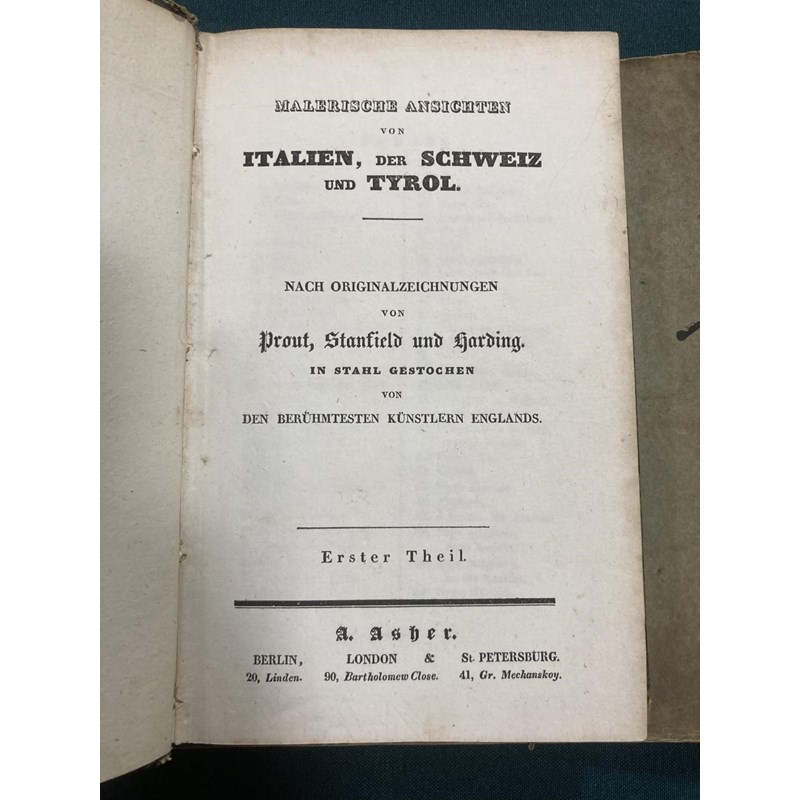 MALERISCHE ANSICHTEN
VON
ITALIEN, DER SCHWEIZ
UND TYROL.
NACH ORIGINALZEICHNUNGEN
VON
Prout, Stanfield und Harding.
IN STAHL GESTOCHEN
VON
DEN BERÜHMTESTEN KÜNSTLERN ENGLANDS.
Erster Theil.
A. Asher.
BERLIN, LONDON & St. PETERSBURG.
20, Linden. 90, Bartholomew Close. 41, Gr. Mechanskoy.